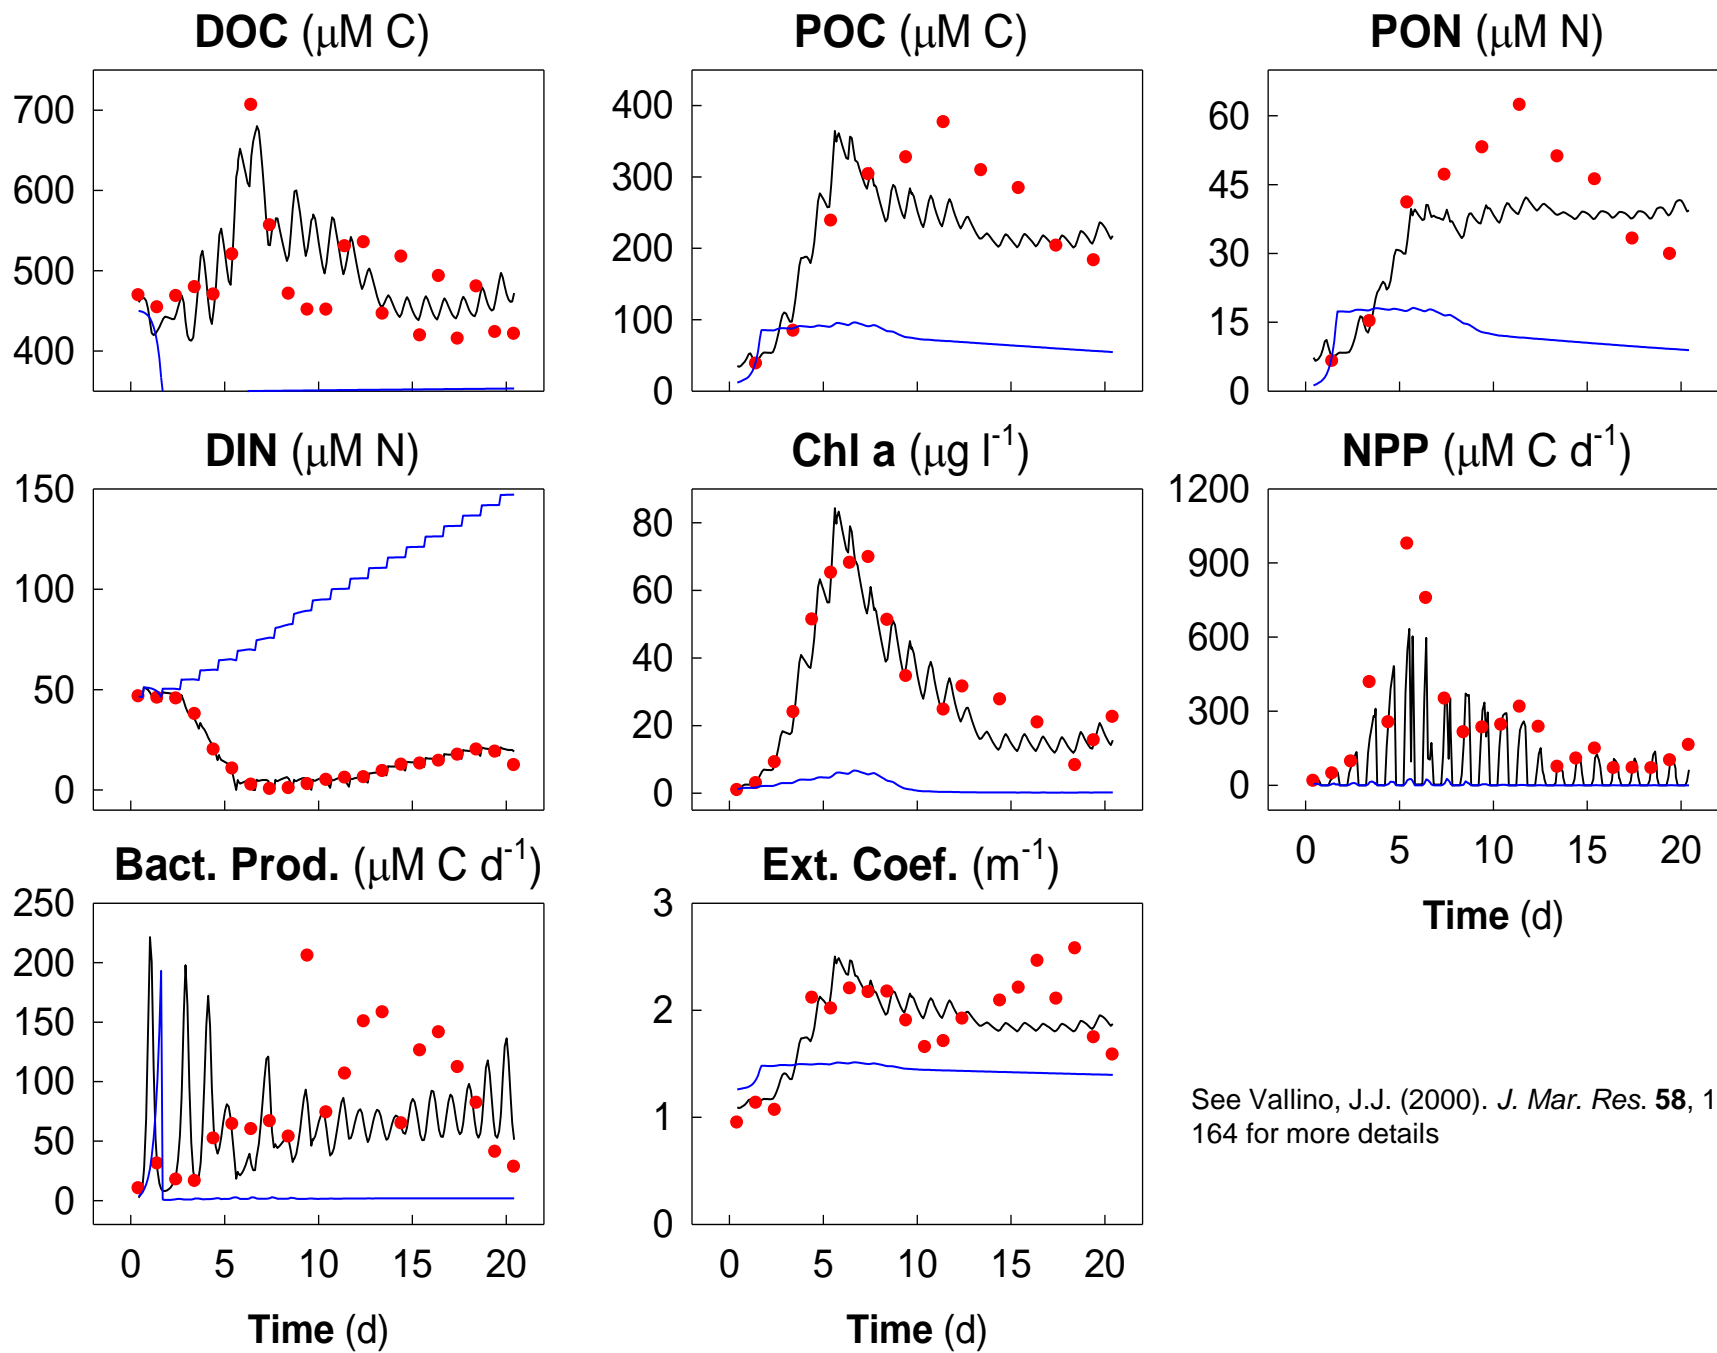 DOC (μM C)
POC (μM C)
PON (μM N)
700
600
500
400
400
300
200
100
0
60
45
30
15
0
DIN (μM N)
Chl a (μg l-1)
NPP (μM C d-1)
150
100
50
0
80
60
40
20
0
1200
900
600
300
0
0 5 10 15 20
Time (d)
Bact. Prod. (μM C d-1)
Ext. Coef. (m-1)
250
200
150
100
50
0
3
2
1
0
0 5 10 15 20
0 5 10 15 20
Time (d)
Time (d)
See Vallino, J.J. (2000). J. Mar. Res. 58, 1
164 for more details